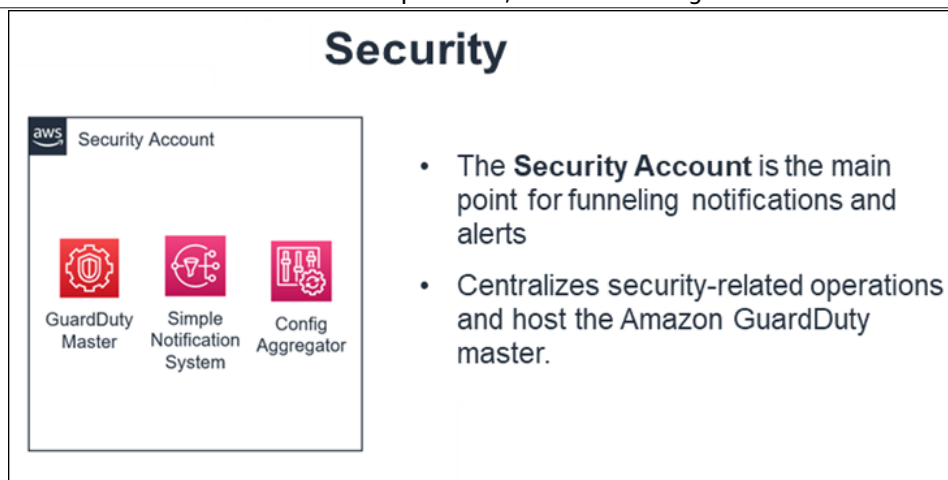 Security
aws
Security Account
GuardDuty
Master
Simple
Notification
System
Config
Aggregator
• The Security Account is the main
point for funneling notifications and
alerts
• Centralizes security-related operations
and host the Amazon GuardDuty
master.